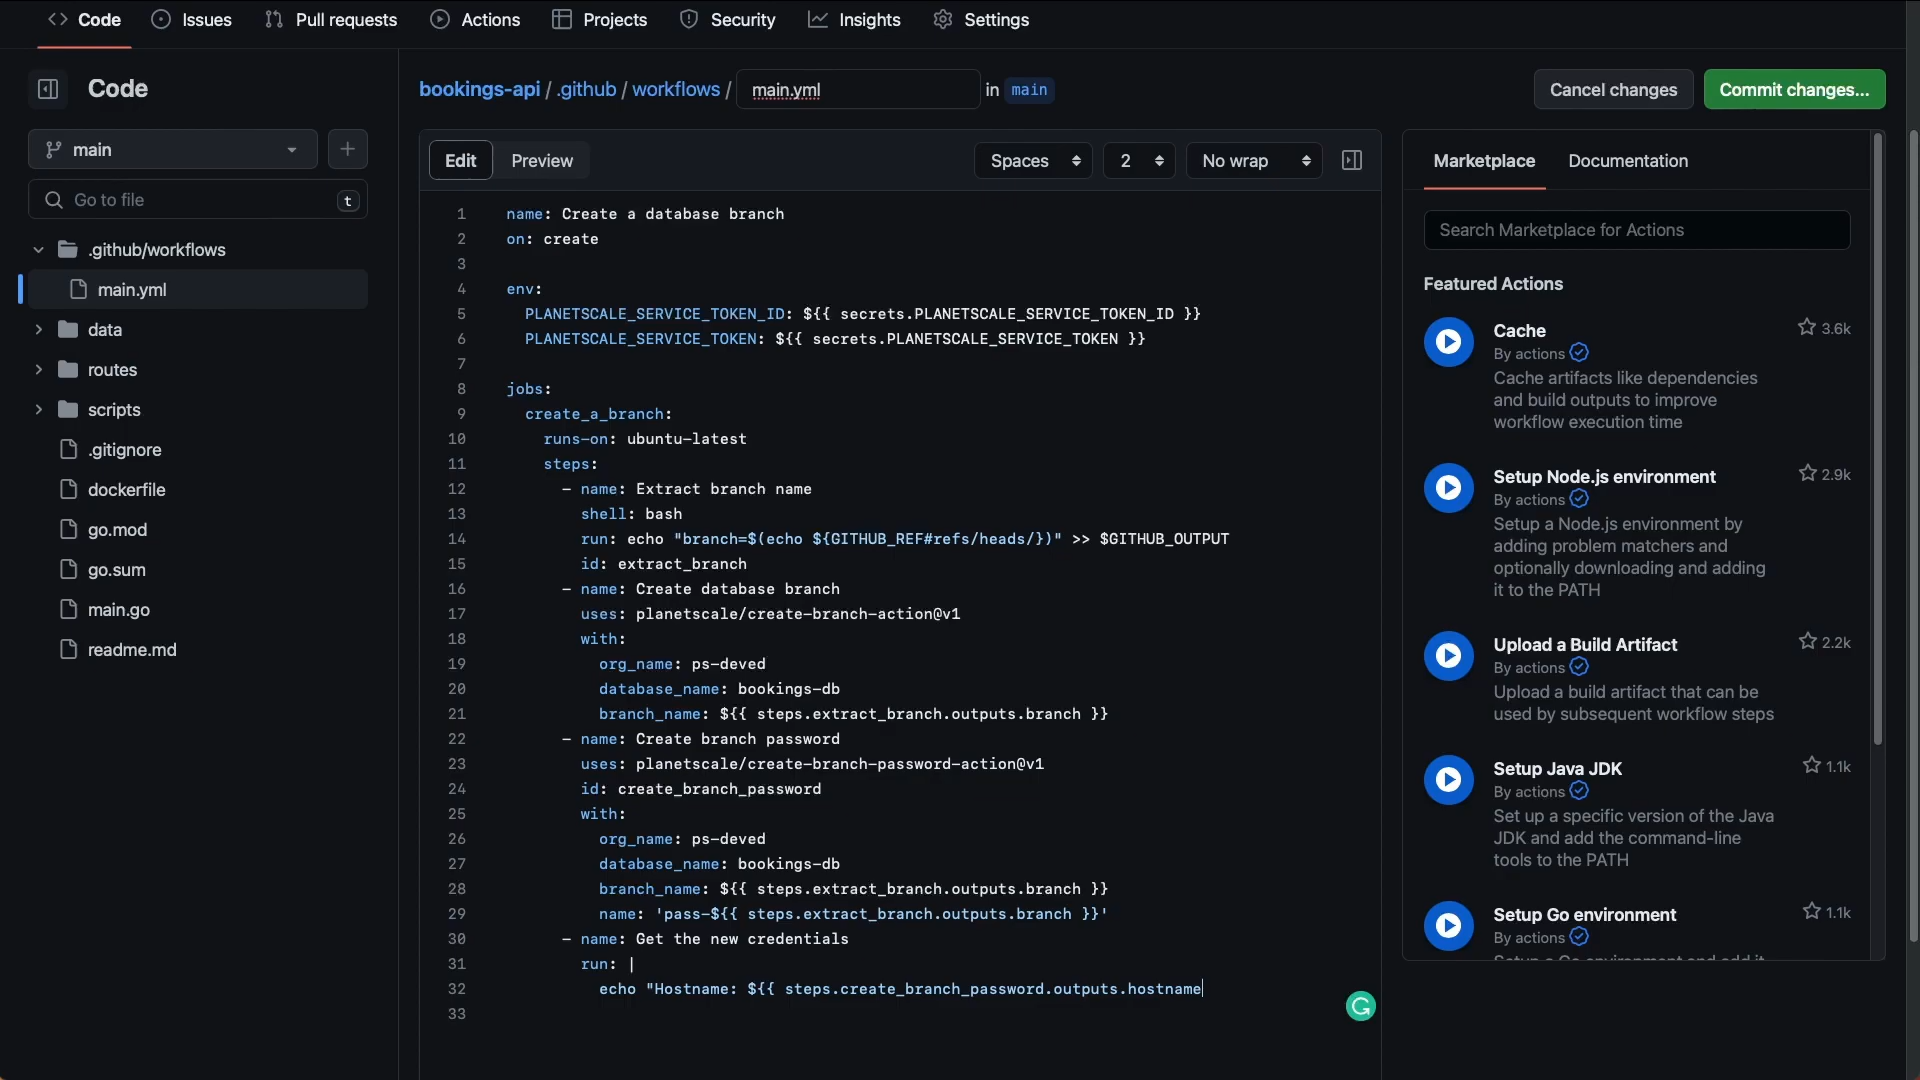 Code Issues Pull requests Actions Projects Security Insights Settings
Code
main
Go to file t
.github/workflows
main.yml
data
routes
scripts
.gitignore
dockerfile
go.mod
go.sum
main.go
readme.md
bookings-api / .github / workflows / main.yml in main
Cancel changes Commit changes...
Edit Preview Spaces 2 No wrap
1 name: Create a database branch
2 on: create
3
4 env:
5 PLANETSCALE_SERVICE_TOKEN_ID: ${{ secrets.PLANETSCALE_SERVICE_TOKEN_ID }}
6 PLANETSCALE_SERVICE_TOKEN: ${{ secrets.PLANETSCALE_SERVICE_TOKEN }}
7
8 jobs:
9 create_a_branch:
10 runs-on: ubuntu-latest
11 steps:
12 - name: Extract branch name
13 shell: bash
14 run: echo "branch=$(echo ${GITHUB_REF#refs/heads/})" >> $GITHUB_OUTPUT
15 id: extract_branch
16 - name: Create database branch
17 uses: planetscale/create-branch-action@v1
18 with:
19 org_name: ps-deved
20 database_name: bookings-db
21 branch_name: ${{ steps.extract_branch.outputs.branch }}
22 - name: Create branch password
23 uses: planetscale/create-branch-password-action@v1
24 id: create_branch_password
25 with:
26 org_name: ps-deved
27 database_name: bookings-db
28 branch_name: ${{ steps.extract_branch.outputs.branch }}
29 name: 'pass-${{ steps.extract_branch.outputs.branch }}'
30 - name: Get the new credentials
31 run: |
32 echo "Hostname: ${{ steps.create_branch_password.outputs.hostname
33
Marketplace Documentation
Search Marketplace for Actions
Featured Actions
Cache 3.6k
By actions
Cache artifacts like dependencies
and build outputs to improve
workflow execution time
Setup Node.js environment 2.9k
By actions
Setup a Node.js environment by
adding problem matchers and
optionally downloading and adding
it to the PATH
Upload a Build Artifact 2.2k
By actions
Upload a build artifact that can be
used by subsequent workflow steps
Setup Java JDK 1.1k
By actions
Set up a specific version of the Java
JDK and add the command-line
tools to the PATH
Setup Go environment 1.1k
By actions